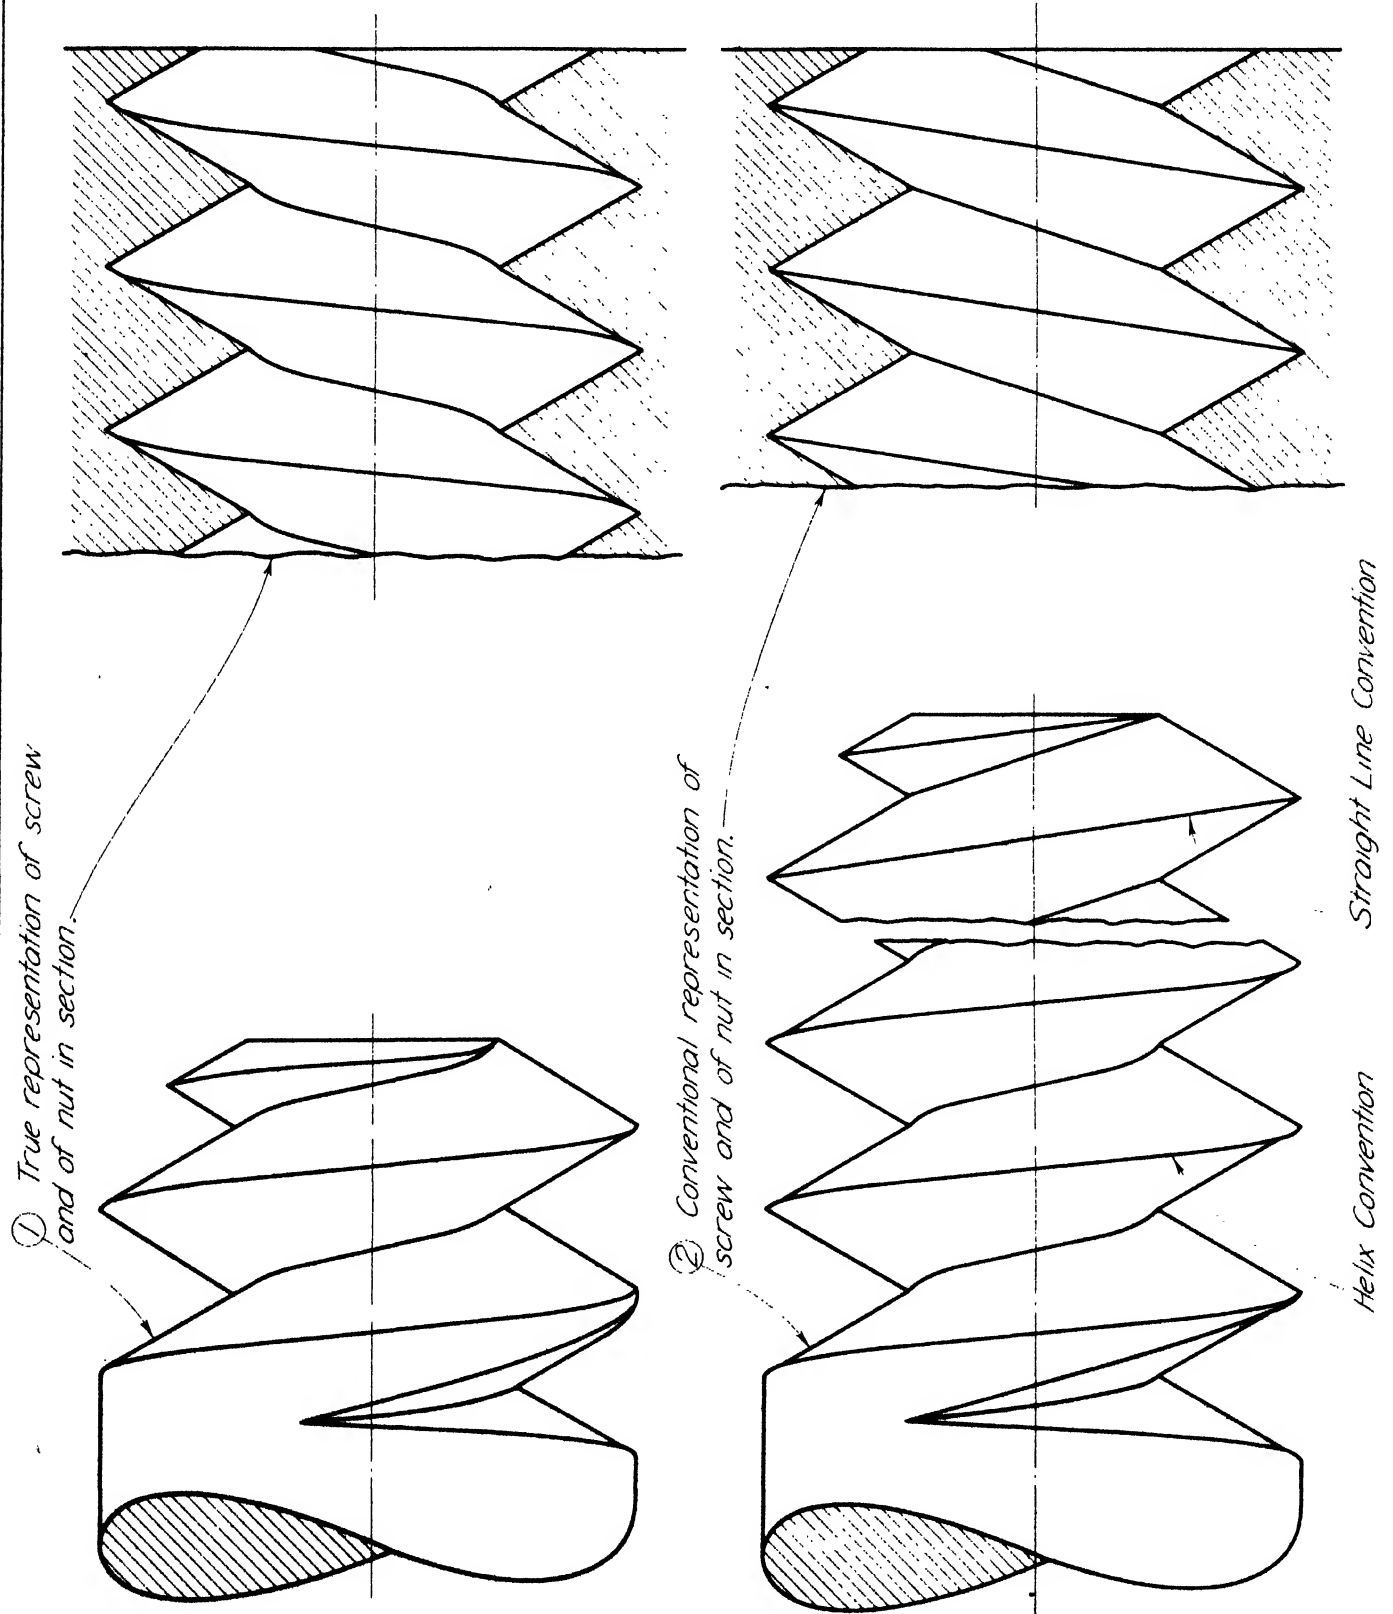 ① True representation of screw
and of nut in section.
② Conventional representation of
screw and of nut in section.
Helix Convention
Straight Line Convention